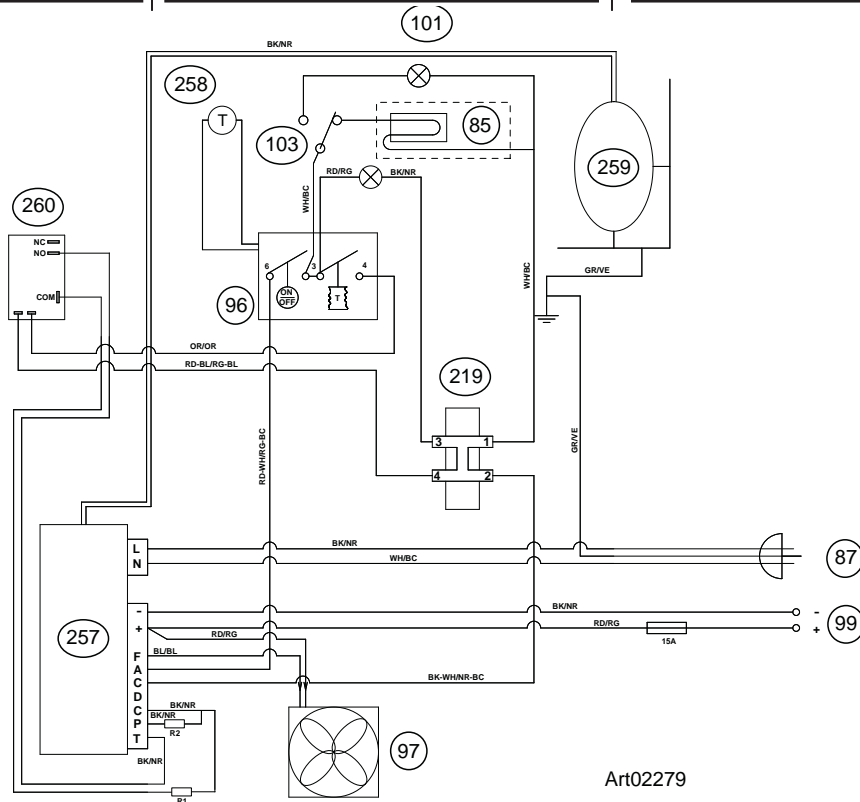 101
BK/NR
258
T
103
85
259
RD/RG
BK/NR
WH/BC
260
NC
NO
COM
6
3
4
ON
OFF
T
96
WH/BC
GR/VE
OR/OR
RD-BL/RG-BL
219
3
1
4
2
RD-WH/RG-BC
GR/VE
L
N
BK/NR
WH/BC
87
-
+
BK/NR
RD/RG
15A
-
+
99
257
RD/RG
F
BL/BL
A
C
BK-WH/NR-BC
D
C
BK/NR
P
BK/NR
R2
T
BK/NR
R1
97
Art02279